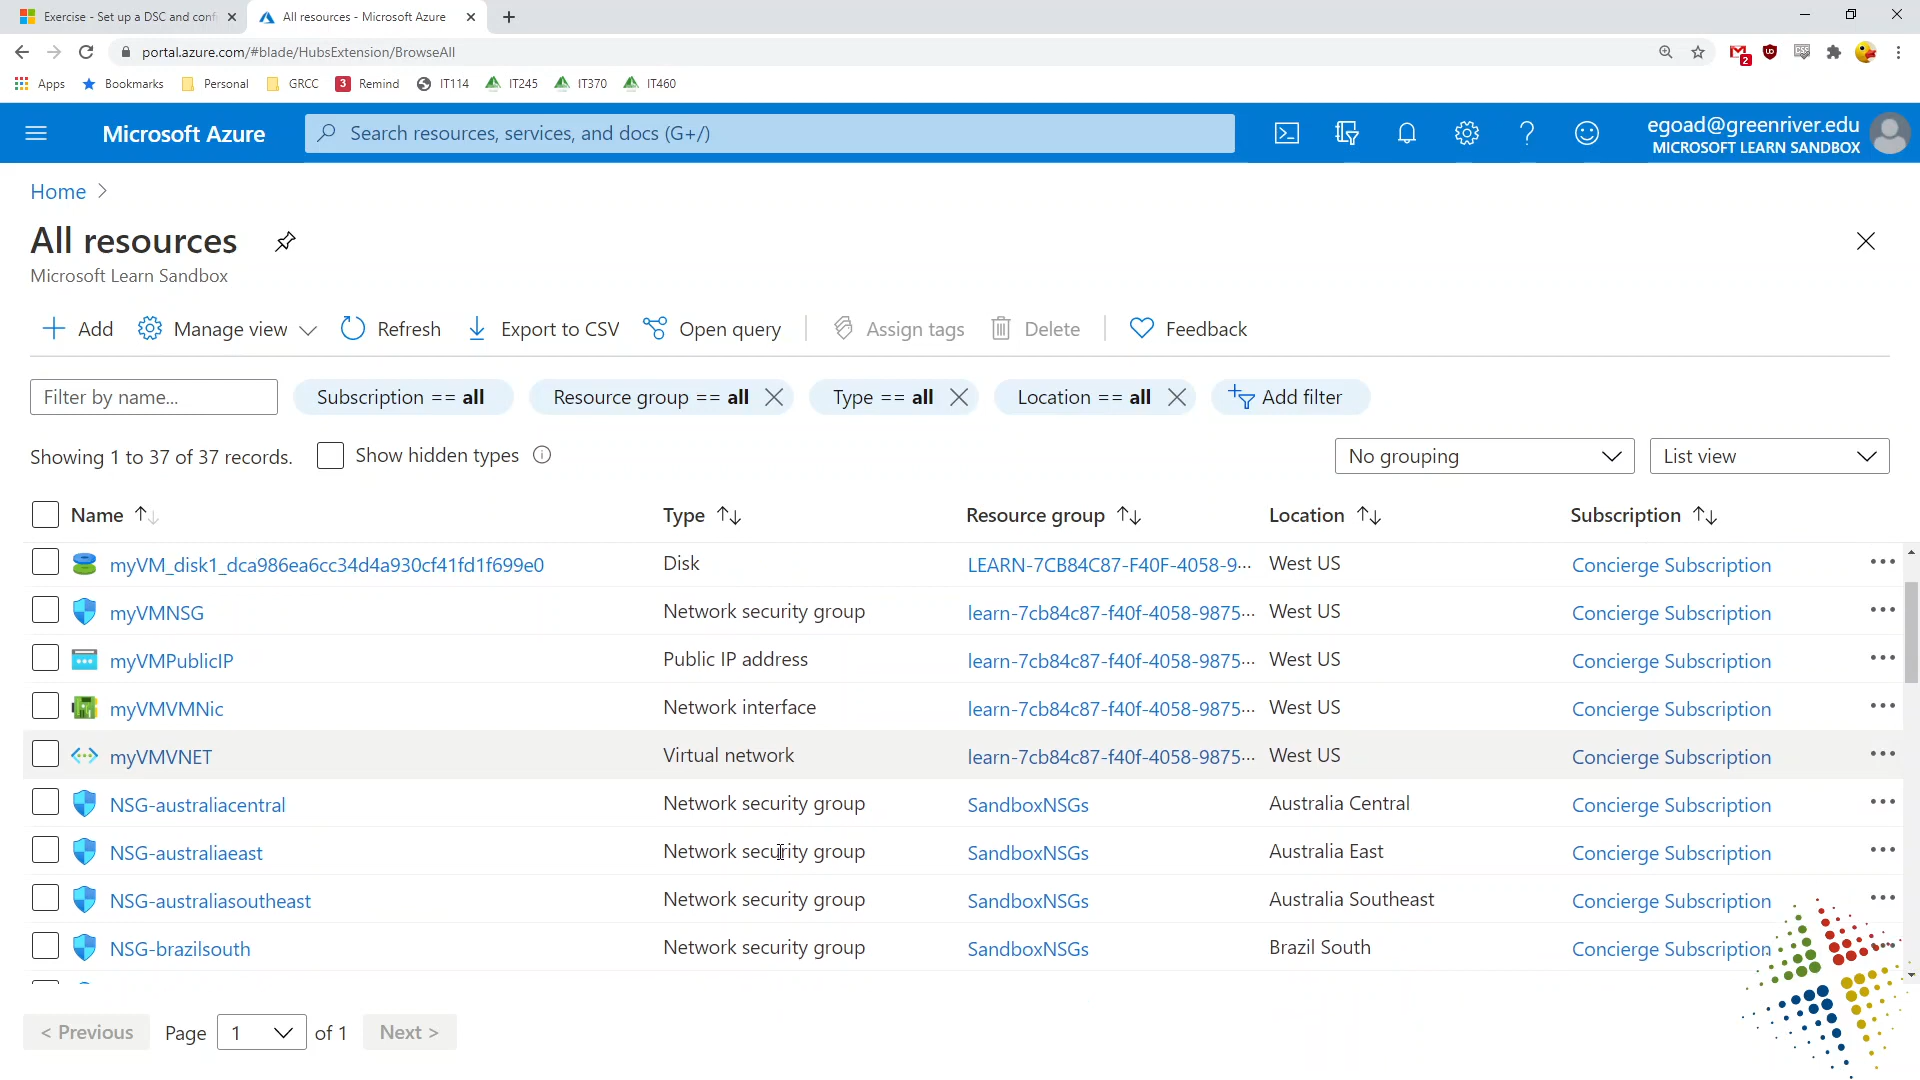 Exercise - Set up a DSC and confi
All resources - Microsoft Azure
portal.azure.com/#blade/HubsExtension/BrowseAll
2
Apps
Bookmarks
Personal
GRCC
3
Remind
IT114
IT245
IT370
IT460
Microsoft Azure
Search resources, services, and docs (G+/)
egoad@greenriver.edu
MICROSOFT LEARN SANDBOX
Home >
All resources
Microsoft Learn Sandbox
Add
Manage view
Refresh
Export to CSV
Open query
Assign tags
Delete
Feedback
Filter by name...
Subscription == all
Resource group == all
Type == all
Location == all
Add filter
Showing 1 to 37 of 37 records.
Show hidden types
No grouping
List view
Name ↑↓ Type ↑↓ Resource group ↑↓ Location ↑↓ Subscription ↑↓
myVM_disk1_dca986ea6cc34d4a930cf41fd1f699e0 Disk LEARN-7CB84C87-F40F-4058-9··· West US Concierge Subscription ···
myVMNSG Network security group learn-7cb84c87-f40f-4058-9875··· West US Concierge Subscription ···
myVMPublicIP Public IP address learn-7cb84c87-f40f-4058-9875··· West US Concierge Subscription ···
myVMVMNic Network interface learn-7cb84c87-f40f-4058-9875··· West US Concierge Subscription ···
myVMVNET Virtual network learn-7cb84c87-f40f-4058-9875··· West US Concierge Subscription ···
NSG-australiacentral Network security group SandboxNSGs Australia Central Concierge Subscription ···
NSG-australiaeast Network security group SandboxNSGs Australia East Concierge Subscription ···
NSG-australiasoutheast Network security group SandboxNSGs Australia Southeast Concierge Subscription ···
NSG-brazilsouth Network security group SandboxNSGs Brazil South Concierge Subscription ···
< Previous
Page 1 of 1
Next >